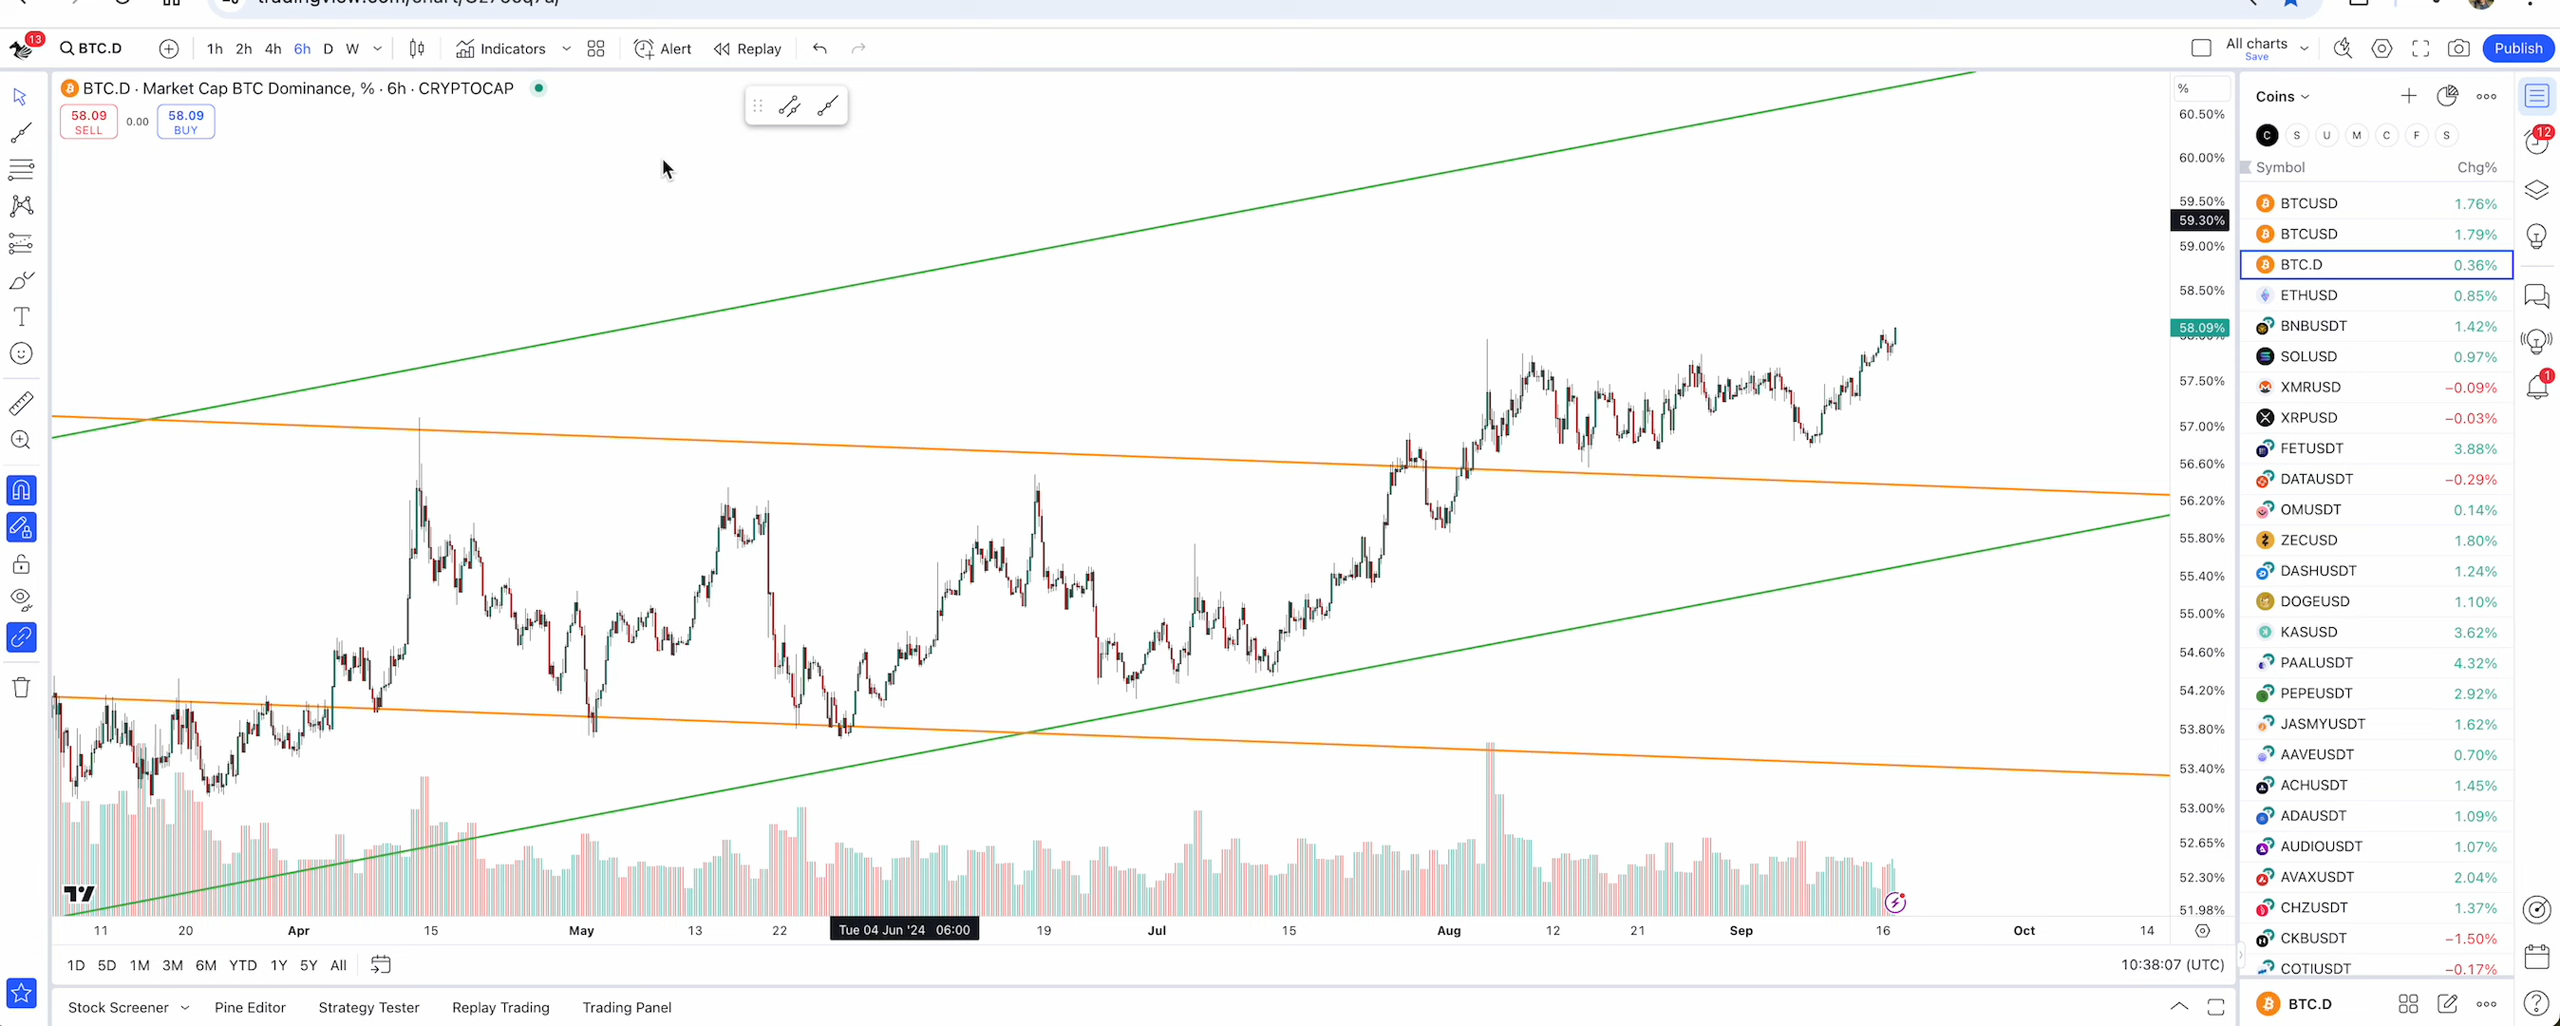 13
BTC.D
1h 2h 4h 6h D W
Indicators
Alert
Replay
All charts
Save
Publish
BTC.D · Market Cap BTC Dominance, % · 6h · CRYPTOCAP
58.09
SELL
0.00
58.09
BUY
%
60.50%
60.00%
59.50%
59.30%
59.00%
58.50%
58.09%
57.50%
57.00%
56.60%
56.20%
55.80%
55.40%
55.00%
54.60%
54.20%
53.80%
53.40%
53.00%
52.65%
52.30%
51.98%
11 20 Apr 15 May 13 22 Tue 04 Jun '24 06:00 19 Jul 15 Aug 12 21 Sep 16 Oct 14
1D 5D 1M 3M 6M YTD 1Y 5Y All
10:38:07 (UTC)
Stock Screener
Pine Editor
Strategy Tester
Replay Trading
Trading Panel
Coins
C S U M C F S
Symbol Chg%
BTCUSD 1.76%
BTCUSD 1.79%
BTC.D 0.36%
ETHUSD 0.85%
BNBUSDT 1.42%
SOLUSD 0.97%
XMRUSD −0.09%
XRPUSD −0.03%
FETUSDT 3.88%
DATAUSDT −0.29%
OMUSDT 0.14%
ZECUSD 1.80%
DASHUSDT 1.24%
DOGEUSD 1.10%
KASUSD 3.62%
PAALUSDT 4.32%
PEPEUSDT 2.92%
JASMYUSDT 1.62%
AAVEUSDT 0.70%
ACHUSDT 1.45%
ADAUSDT 1.09%
AUDIOUSDT 1.07%
AVAXUSDT 2.04%
CHZUSDT 1.37%
CKBUSDT −1.50%
COTIUSDT −0.17%
BTC.D
12
1